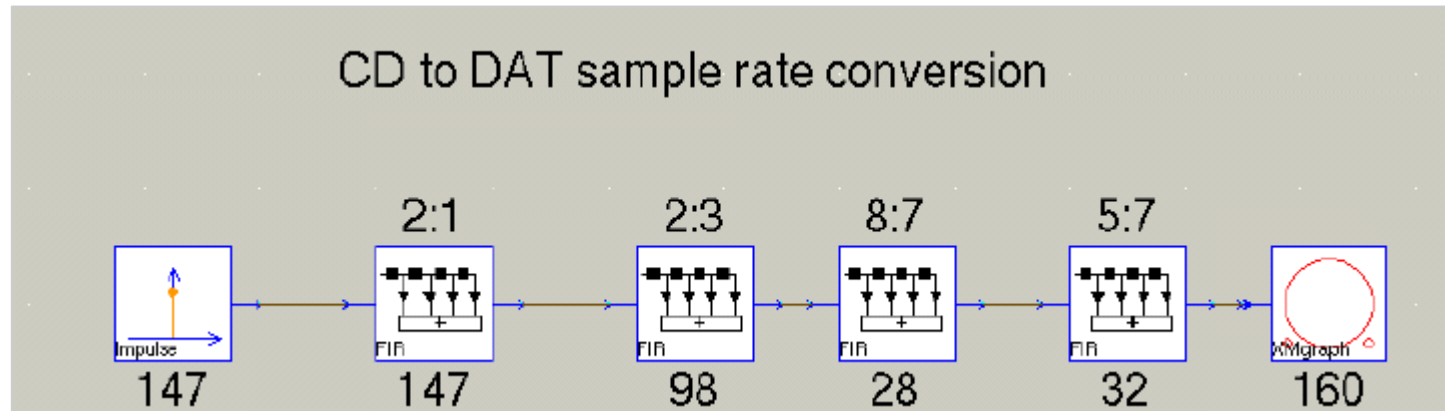 CD to DAT sample rate conversion
2:1 2:3 8:7 5:7
+ + + +
Impulse FIR FIR FIR FIR XMgraph
147 147 98 28 32 160